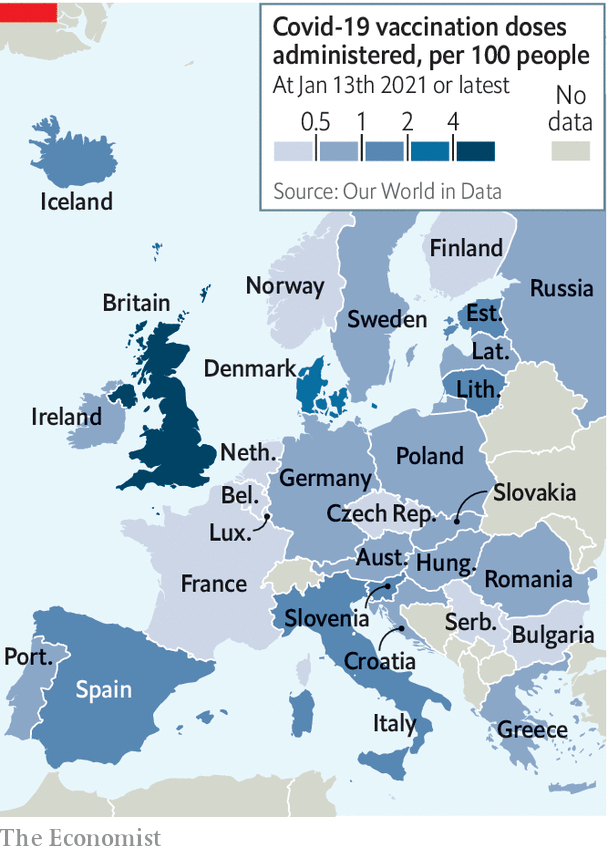 Covid-19 vaccination doses
administered, per 100 people
At Jan 13th 2021 or latest
No
data
0.5 1 2 4
Source: Our World in Data
Iceland
Finland
Norway
Russia
Britain
Sweden
Est.
Lat.
Denmark
Lith.
Ireland
Neth.
Poland
Germany
Bel.
Slovakia
Czech Rep.
Lux.
Aust.
Hung.
France
Romania
Slovenia
Serb.
Bulgaria
Port.
Croatia
Spain
Italy
Greece
The Economist